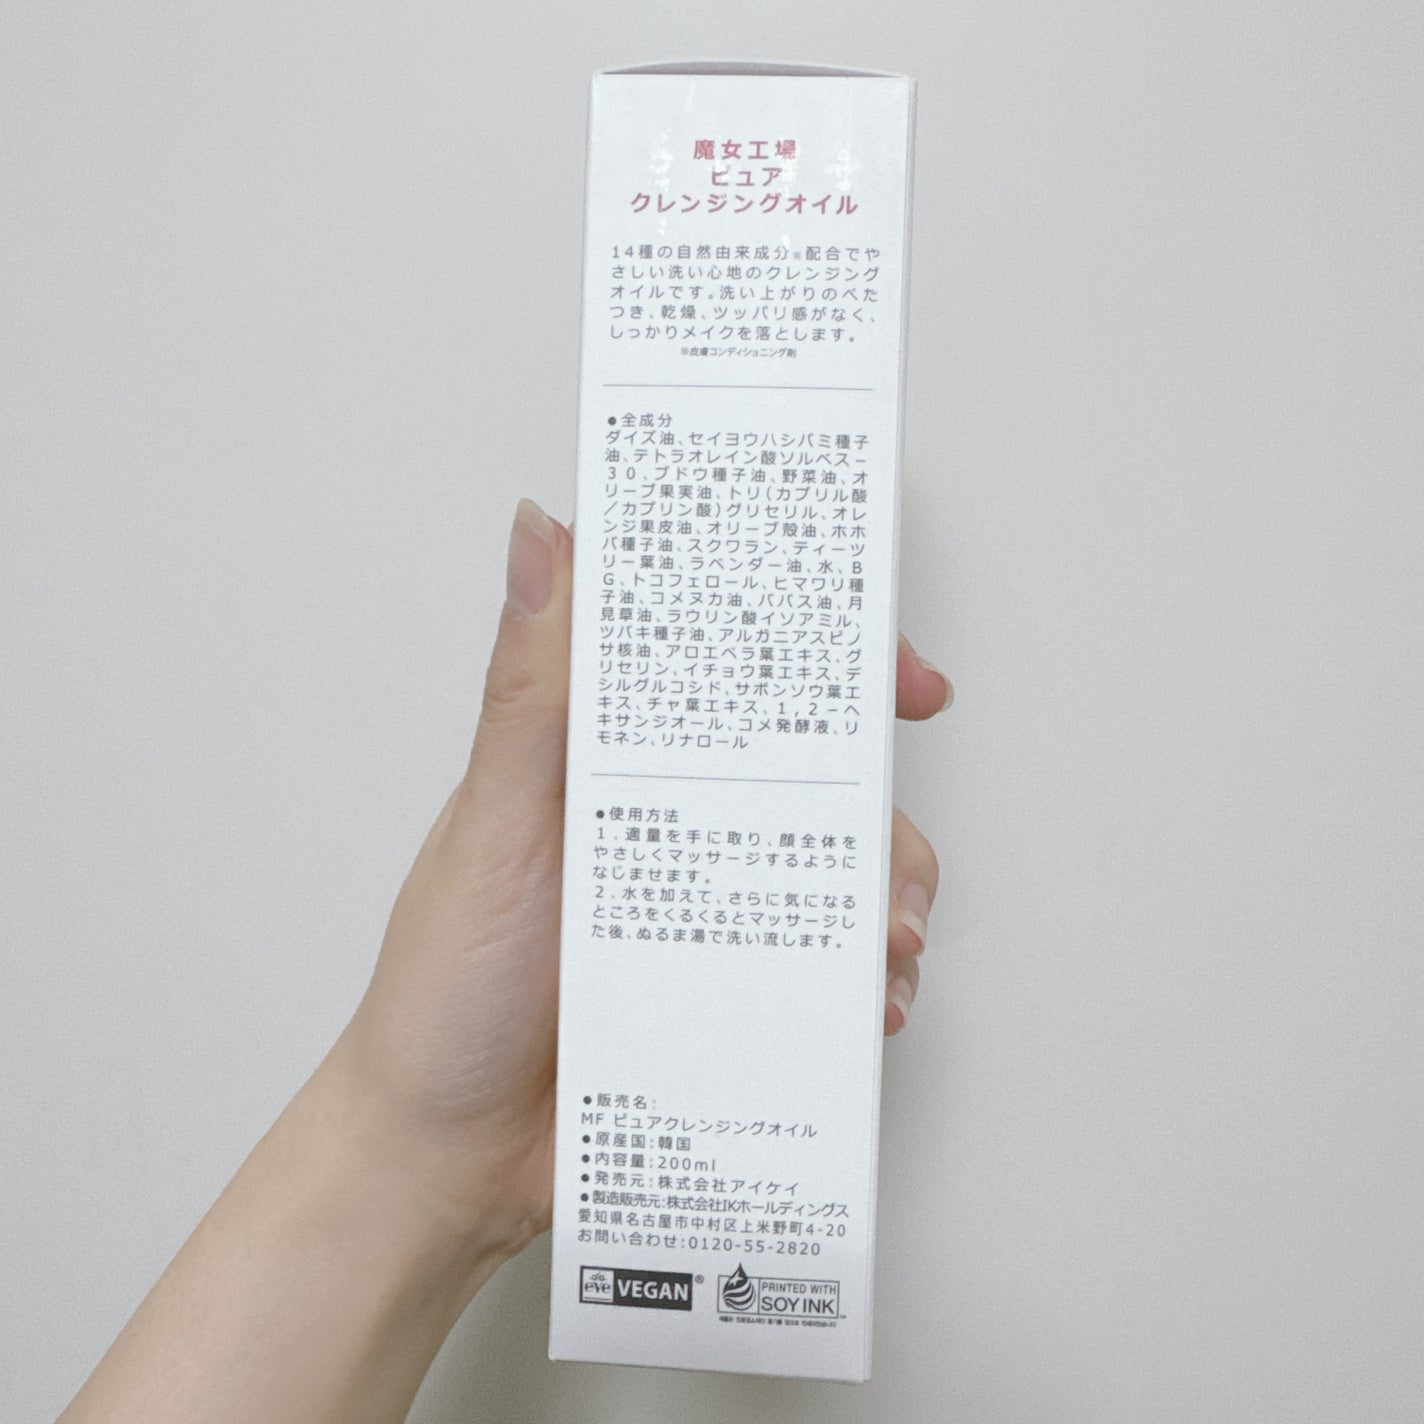 魔女工場
ピュア
クレンジングオイル
14種の自然由来成分※配合でや
さしい洗い心地のクレンジング
オイルです。洗い上がりのべた
つき、乾燥、ツッパリ感がなく、
しっかりメイクを落とします。
※皮膚コンディショニング剤
●全成分
ダイズ油、セイヨウハシバミ種子
油、テトラオレイン酸ソルベス－
３０、ブドウ種子油、野菜油、オ
リーブ果実油、トリ（カプリル酸
／カプリン酸）グリセリル、オレ
ンジ果皮油、オリーブ殻油、ホホ
バ種子油、スクワラン、ティーツ
リー葉油、ラベンダー油、水、Ｂ
Ｇ、トコフェロール、ヒマワリ種
子油、コメヌカ油、ババス油、月
見草油、ラウリン酸イソアミル、
ツバキ種子油、アルガニアスピノ
サ核油、アロエベラ葉エキス、グ
リセリン、イチョウ葉エキス、デ
シルグルコシド、サボンソウ葉エ
キス、チャ葉エキス、１，２－ヘ
キサンジオール、コメ発酵液、リ
モネン、リナロール
●使用方法
１．適量を手に取り、顔全体を
やさしくマッサージするように
なじませます。
２．水を加えて、さらに気になる
ところをくるくるとマッサージし
た後、ぬるま湯で洗い流します。
●販売名：
MF ピュアクレンジングオイル
●原産国：韓国
●内容量：200ml
●発売元：株式会社アイケイ
●製造販売元：株式会社IKホールディングス
愛知県名古屋市中村区上米野町4-20
お問い合わせ：0120-55-2820
eve VEGAN®
PRINTED WITH
SOY INK™